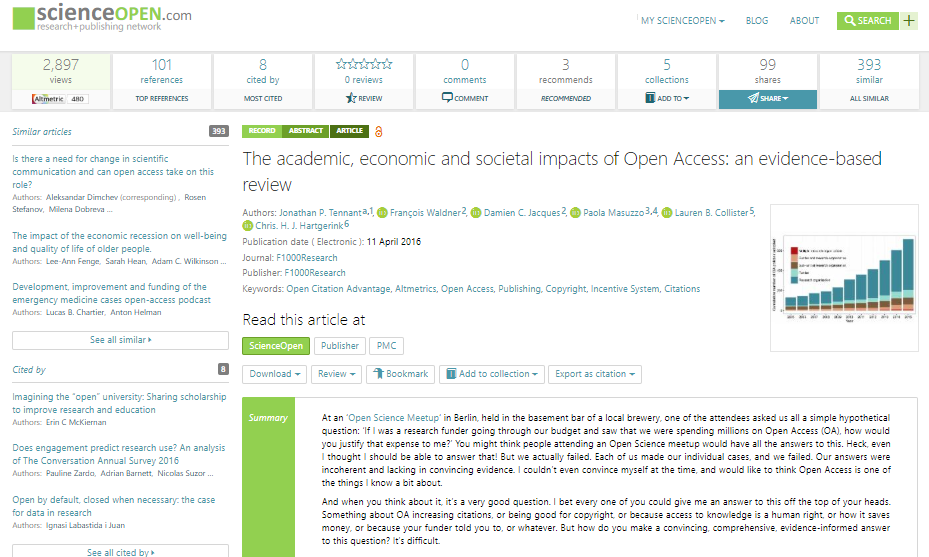 scienceOPEN.com
research+publishing network
MY SCIENCEOPEN
BLOG
ABOUT
SEARCH
+
2,897
views
Altmetric 480
101
references
TOP REFERENCES
8
cited by
MOST CITED
0 reviews
REVIEW
0
comments
COMMENT
3
recommends
RECOMMENDED
5
collections
ADD TO
99
shares
SHARE
393
similar
ALL SIMILAR
Similar articles 393
Is there a need for change in scientific
communication and can open access take on this
role?
Authors: Aleksandar Dimchev (corresponding) , Rosen
Stefanov, Milena Dobreva ...
The impact of the economic recession on well-being
and quality of life of older people.
Authors: Lee-Ann Fenge, Sarah Hean, Adam C. Wilkinson ...
Development, improvement and funding of the
emergency medicine cases open-access podcast
Authors: Lucas B. Chartier, Anton Helman
See all similar
Cited by 8
Imagining the "open" university: Sharing scholarship
to improve research and education
Authors: Erin C McKiernan
Does engagement predict research use? An analysis
of The Conversation Annual Survey 2016
Authors: Pauline Zardo, Adrian Barnett, Nicolas Suzor ...
Open by default, closed when necessary: the case
for data in research
Authors: Ignasi Labastida i Juan
See all cited by
RECORD ABSTRACT ARTICLE
The academic, economic and societal impacts of Open Access: an evidence-based
review
Authors: Jonathan P. Tennant a,1, François Waldner 2, Damien C. Jacques 2, Paola Masuzzo 3,4, Lauren B. Collister 5,
Chris. H. J. Hartgerink 6
Publication date ( Electronic ): 11 April 2016
Journal: F1000Research
Publisher: F1000Research
Keywords: Open Citation Advantage, Altmetrics, Open Access, Publishing, Copyright, Incentive System, Citations
Read this article at
ScienceOpen Publisher PMC
Download Review Bookmark Add to collection Export as citation
Summary
At an 'Open Science Meetup' in Berlin, held in the basement bar of a local brewery, one of the attendees asked us all a simple hypothetical
question: 'If I was a research funder going through our budget and saw that we were spending millions on Open Access (OA), how would
you justify that expense to me?' You might think people attending an Open Science meetup would have all the answers to this. Heck, even
I thought I should be able to answer that! But we actually failed. Each of us made our individual cases, and we failed. Our answers were
incoherent and lacking in convincing evidence. I couldn't even convince myself at the time, and would like to think Open Access is one of
the things I know a bit about.
And when you think about it, it's a very good question. I bet every one of you could give me an answer to this off the top of your heads.
Something about OA increasing citations, or being good for copyright, or because access to knowledge is a human right, or how it saves
money, or because your funder told you to, or whatever. But how do you make a convincing, comprehensive, evidence-informed answer
to this question? It's difficult.